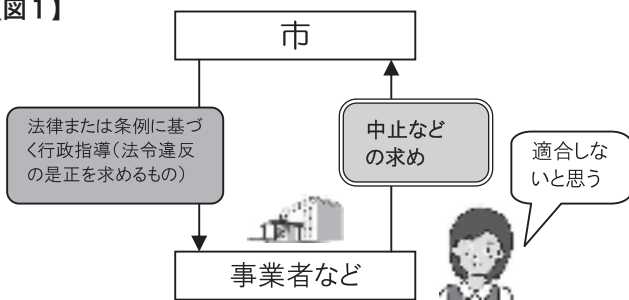 【図1】
市
法律または条例に基づ
く行政指導(法令違反
の是正を求めるもの)
中止など
の求め
適合しな
いと思う
事業者など